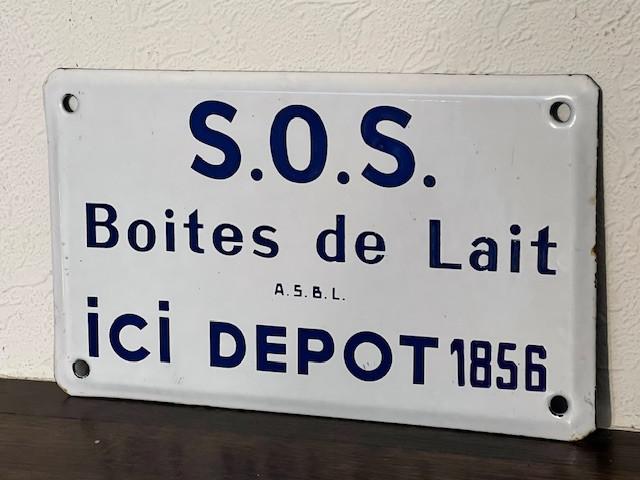 S.O.S.
Boites de Lait
A.S.B.L.
ici DEPOT 1856